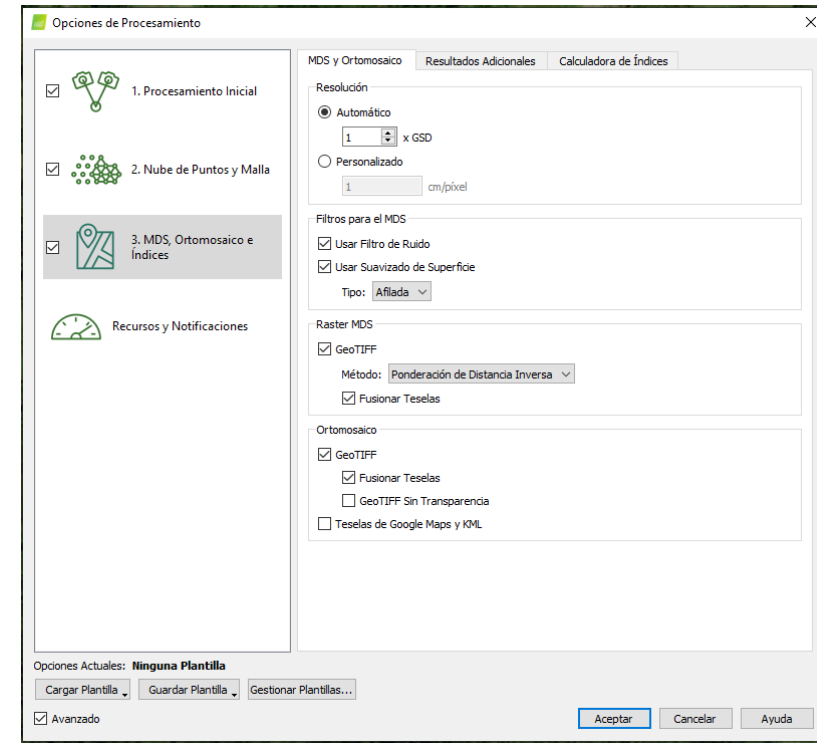 Opciones de Procesamiento
1. Procesamiento Inicial
2. Nube de Puntos y Malla
3. MDS, Ortomosaico e
Índices
Recursos y Notificaciones
MDS y Ortomosaico
Resultados Adicionales
Calculadora de Índices
Resolución
Automático
1 x GSD
Personalizado
1 cm/píxel
Filtros para el MDS
Usar Filtro de Ruido
Usar Suavizado de Superficie
Tipo: Afilada
Raster MDS
GeoTIFF
Método: Ponderación de Distancia Inversa
Fusionar Teselas
Ortomosaico
GeoTIFF
Fusionar Teselas
GeoTIFF Sin Transparencia
Teselas de Google Maps y KML
Opciones Actuales: Ninguna Plantilla
Cargar Plantilla
Guardar Plantilla
Gestionar Plantillas...
Avanzado
Aceptar
Cancelar
Ayuda